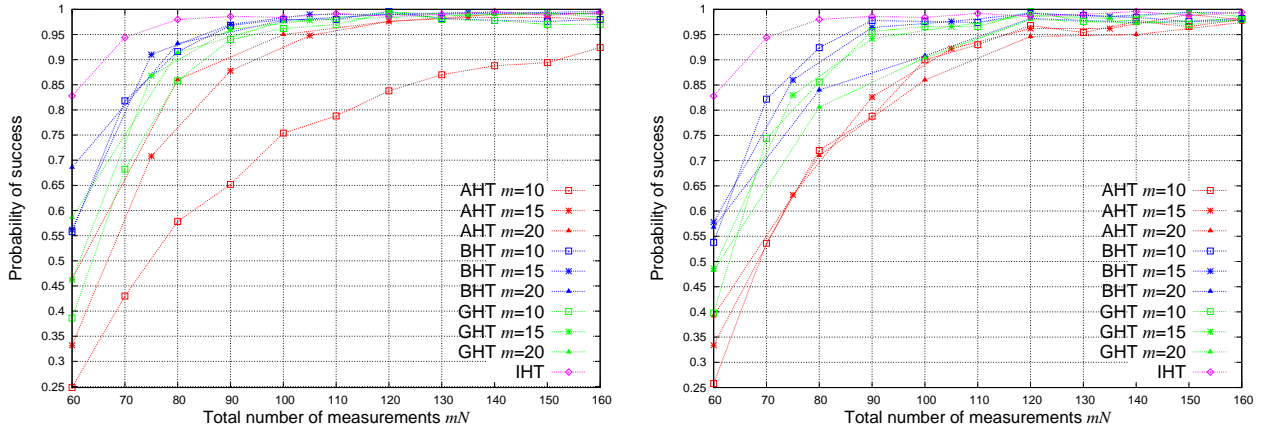 1
0.95
0.9
0.85
0.8
0.75
0.7
0.65
0.6
0.55
0.5
0.45
0.4
0.35
0.3
0.25
Probability of success
60 70 80 90 100 110 120 130 140 150 160
Total number of measurements mN
AHT m=10
AHT m=15
AHT m=20
BHT m=10
BHT m=15
BHT m=20
GHT m=10
GHT m=15
GHT m=20
IHT
1
0.95
0.9
0.85
0.8
0.75
0.7
0.65
0.6
0.55
0.5
0.45
0.4
0.35
0.3
0.25
Probability of success
60 70 80 90 100 110 120 130 140 150 160
Total number of measurements mN
AHT m=10
AHT m=15
AHT m=20
BHT m=10
BHT m=15
BHT m=20
GHT m=10
GHT m=15
GHT m=20
IHT